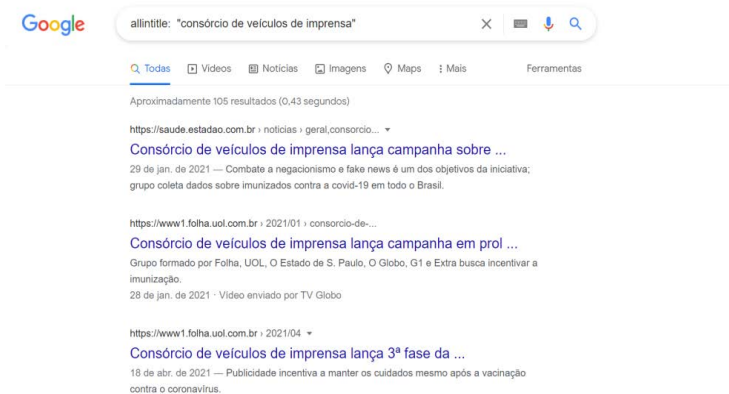 Google
allintitle: "consórcio de veículos de imprensa"
Todas Vídeos Notícias Imagens Maps Mais Ferramentas
Aproximadamente 105 resultados (0,43 segundos)
https://saude.estadao.com.br › noticias › geral,consorcio...
Consórcio de veículos de imprensa lança campanha sobre ...
29 de jan. de 2021 — Combate a negacionismo e fake news é um dos objetivos da iniciativa;
grupo coleta dados sobre imunizados contra a covid-19 em todo o Brasil.
https://www1.folha.uol.com.br › 2021/01 › consorcio-de-...
Consórcio de veículos de imprensa lança campanha em prol ...
Grupo formado por Folha, UOL, O Estado de S. Paulo, O Globo, G1 e Extra busca incentivar a
imunização.
28 de jan. de 2021 · Vídeo enviado por TV Globo
https://www1.folha.uol.com.br › 2021/04
Consórcio de veículos de imprensa lança 3ª fase da ...
18 de abr. de 2021 — Publicidade incentiva a manter os cuidados mesmo após a vacinação
contra o coronavírus.